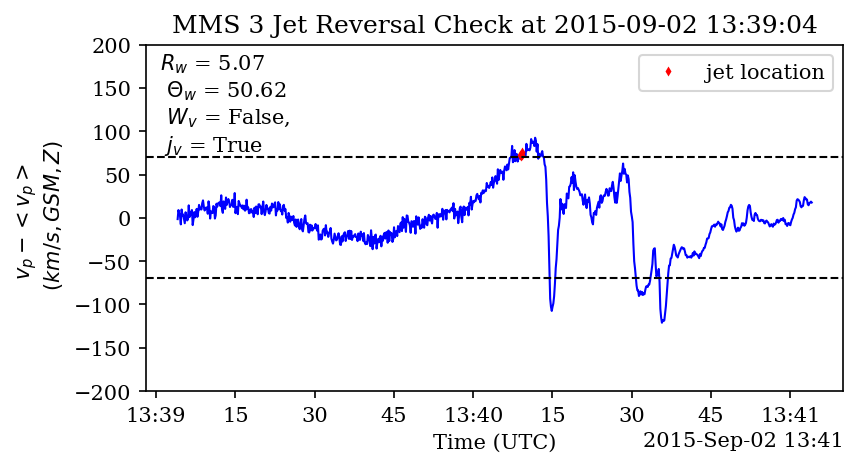 MMS 3 Jet Reversal Check at 2015-09-02 13:39:04
R_w = 5.07
Θ_w = 50.62
W_v = False,
j_v = True
jet location
200
150
100
50
0
−50
−100
−150
−200
v_p − < v_p >
(km/s, GSM, Z)
13:39 15 30 45 13:40 15 30 45 13:41
Time (UTC)
2015-Sep-02 13:41